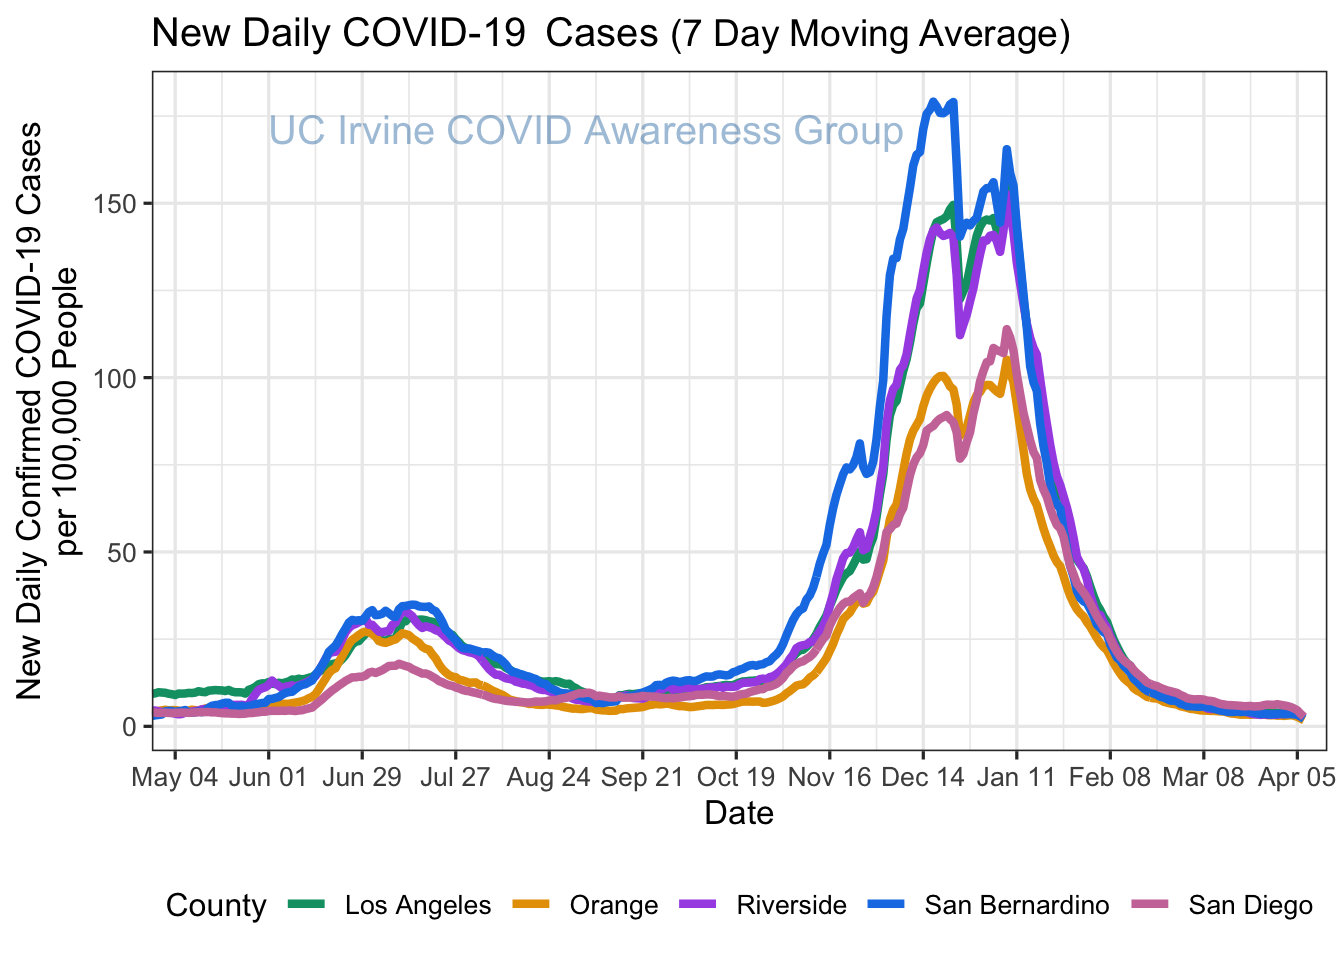 New Daily COVID-19  Cases (7 Day Moving Average)
UC Irvine COVID Awareness Group
New Daily Confirmed COVID-19 Cases
per 100,000 People
150
100
50
0
May 04 Jun 01 Jun 29 Jul 27 Aug 24 Sep 21 Oct 19 Nov 16 Dec 14 Jan 11 Feb 08 Mar 08 Apr 05
Date
County Los Angeles Orange Riverside San Bernardino San Diego